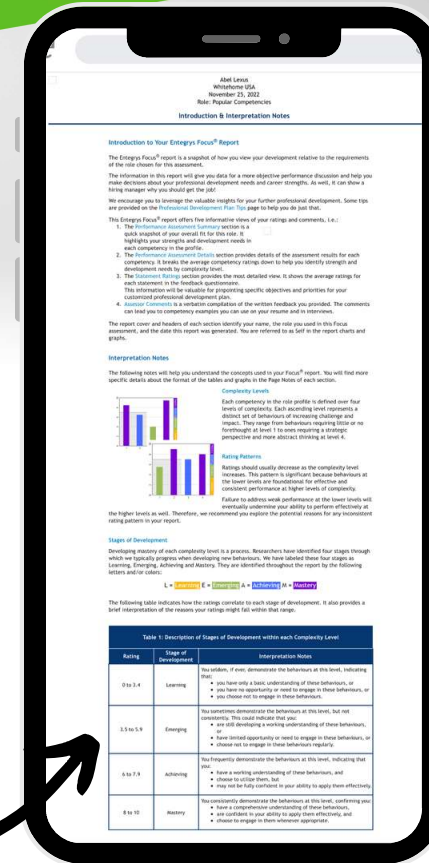 Abel Lexus
Whitehome USA
November 25, 2022
Role: Popular Competencies
Introduction & Interpretation Notes
Introduction to Your Entegrys Focus® Report
The Entegrys Focus® report is a snapshot of how you view your development relative to the requirements
of the role chosen for this assessment.
The information in this report will give you data for a more objective performance discussion and help you
make decisions about your professional development needs and career strengths. As well, it can show a
hiring manager why you should get the job!
We encourage you to leverage the valuable insights for your further professional development. Some tips
are provided on the Professional Development Plan Tips page to help you do just that.
This Entegrys Focus® report offers five informative views of your ratings and comments, i.e.:
1. The Performance Assessment Summary section is a
quick snapshot of your overall fit for this role. It
highlights your strengths and development needs in
each competency in the profile.
2. The Performance Assessment Details section provides details of the assessment results for each
competency. It breaks the average competency ratings down to help you identify strength and
development needs by complexity level.
3. The Statement Ratings section provides the most detailed view. It shows the average ratings for
each statement in the feedback questionnaire.
This information will be valuable for pinpointing specific objectives and priorities for your
customized professional development plan.
4. Assessor Comments is a verbatim compilation of the written feedback you provided. The comments
can lead you to competency examples you can use on your resume and in interviews.
The report cover and headers of each section identify your name, the role you used in this Focus
assessment, and the date this report was generated. You are referred to as Self in the report charts and
graphs.
Interpretation Notes
The following notes will help you understand the concepts used in your Focus® report. You will find more
specific details about the format of the tables and graphs in the Page Notes of each section.
Complexity Levels
Each competency in the role profile is defined over four
levels of complexity. Each ascending level represents a
distinct set of behaviours of increasing challenge and
impact. They range from behaviours requiring little or no
forethought at level 1 to ones requiring a strategic
perspective and more abstract thinking at level 4.
Rating Patterns
Ratings should usually decrease as the complexity level
increases. This pattern is significant because behaviours at
the lower levels are foundational for effective and
consistent performance at higher levels of complexity.
Failure to address weak performance at the lower levels will
eventually undermine your ability to perform effectively at
the higher levels as well. Therefore, we recommend you explore the potential reasons for any inconsistent
rating pattern in your report.
Stages of Development
Developing mastery of each complexity level is a process. Researchers have identified four stages through
which we typically progress when developing new behaviours. We have labeled these four stages as
Learning, Emerging, Achieving and Mastery. They are identified throughout the report by the following
letters and/or colors:
L = Learning E = Emerging A = Achieving M = Mastery
The following table indicates how the ratings correlate to each stage of development. It also provides a
brief interpretation of the reasons your ratings might fall within that range.
Table 1: Description of Stages of Development within each Complexity Level
Rating Stage of Development Interpretation Notes
0 to 3.4 Learning
You seldom, if ever, demonstrate the behaviours at this level, indicating
that:
• you have only a basic understanding of these behaviours, or
• you have no opportunity or need to engage in these behaviours, or
• you choose not to engage in these behaviours.
3.5 to 5.9 Emerging
You sometimes demonstrate the behaviours at this level, but not
consistently. This could indicate that you:
• are still developing a working understanding of these behaviours,
or
• have limited opportunity or need to engage in these behaviours, or
• choose not to engage in these behaviours regularly.
6 to 7.9 Achieving
You frequently demonstrate the behaviours at this level, indicating that
you:
• have a working understanding of these behaviours, and
• choose to utilize them, but
• may not be fully confident in your ability to apply them effectively.
8 to 10 Mastery
You consistently demonstrate the behaviours at this level, confirming you:
• have a comprehensive understanding of these behaviours,
• are confident in your ability to apply them effectively, and
• choose to engage in them whenever appropriate.